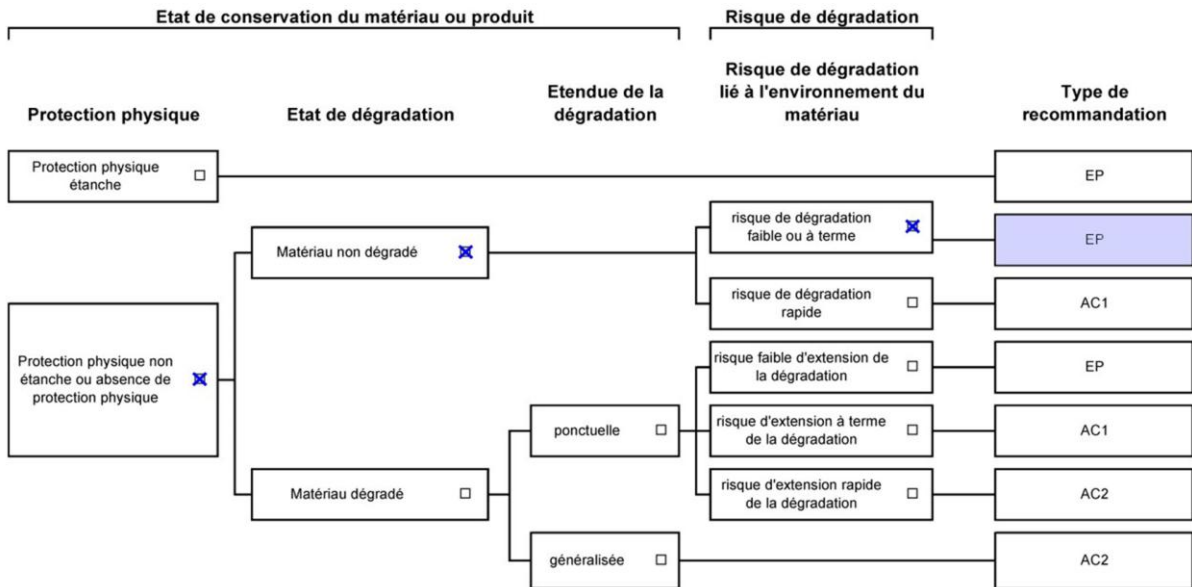 Etat de conservation du matériau ou produit
Risque de dégradation
Protection physique
Etat de dégradation
Etendue de la
dégradation
Risque de dégradation
lié à l'environnement du
matériau
Type de
recommandation
Protection physique
étanche
EP
risque de dégradation
faible ou à terme
EP
Matériau non dégradé
risque de dégradation
rapide
AC1
Protection physique non
étanche ou absence de
protection physique
risque faible d'extension de
la dégradation
EP
ponctuelle
risque d'extension à terme
de la dégradation
AC1
Matériau dégradé
risque d'extension rapide
de la dégradation
AC2
généralisée
AC2